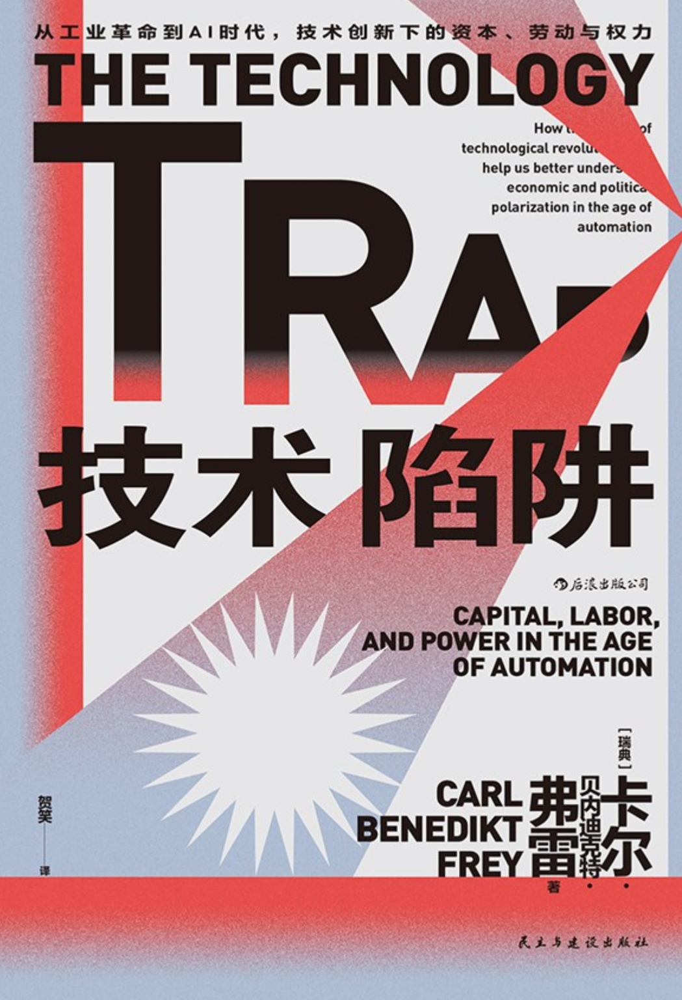 从工业革命到AI时代，技术创新下的资本、劳动与权力
THE TECHNOLOGY
TRAP
How of
technological
help us better
economic and
polarization in the age of
automation
技术陷阱
后浪出版公司
CAPITAL, LABOR,
AND POWER IN THE AGE
OF AUTOMATION
[瑞典]
卡尔·
贝内迪克特·
弗雷
著
CARL
BENEDIKT
FREY
贺笑
译
民主与建设出版社